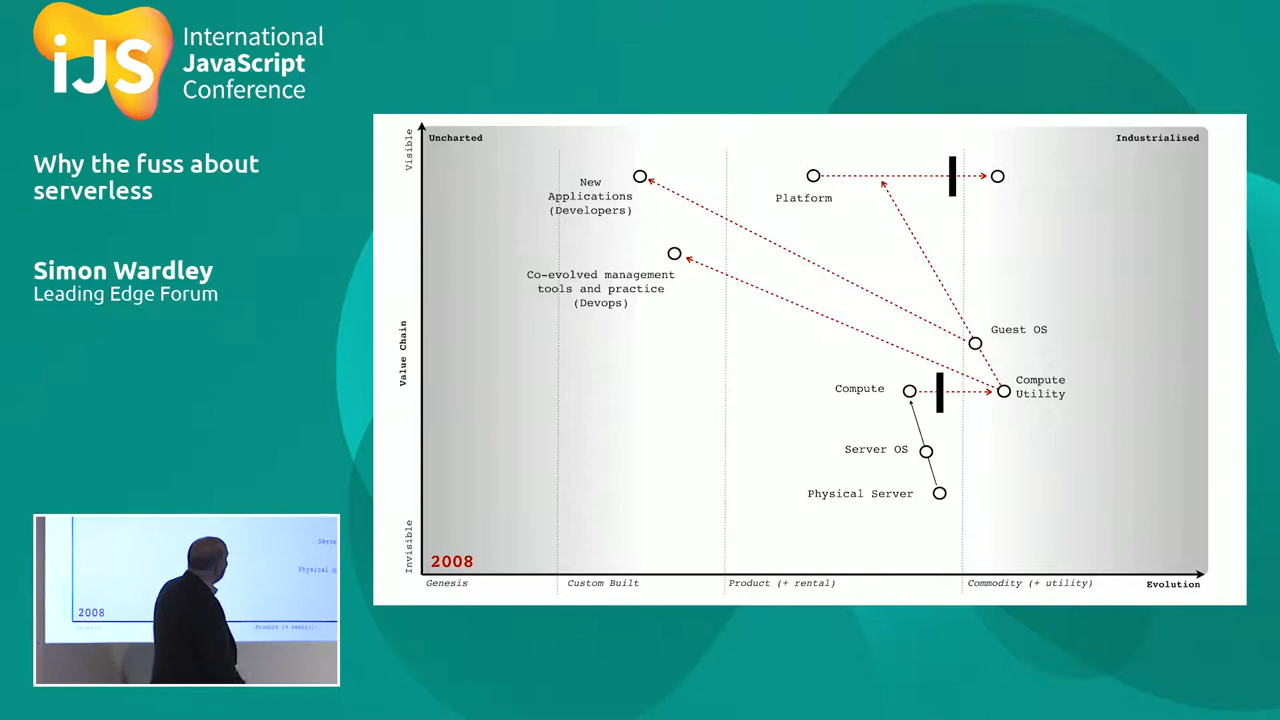 iJS
International
JavaScript
Conference
Why the fuss about
serverless
Simon Wardley
Leading Edge Forum
Visible
Uncharted
Industrialised
New
Applications
(Developers)
Platform
Co-evolved management
tools and practice
(Devops)
Value Chain
Guest OS
Compute
Compute
Utility
Server OS
Physical Server
Invisible
2008
Genesis
Custom Built
Product (+ rental)
Commodity (+ utility)
Evolution
Serve
Physical
2008
Genesis
Product (+ rental)